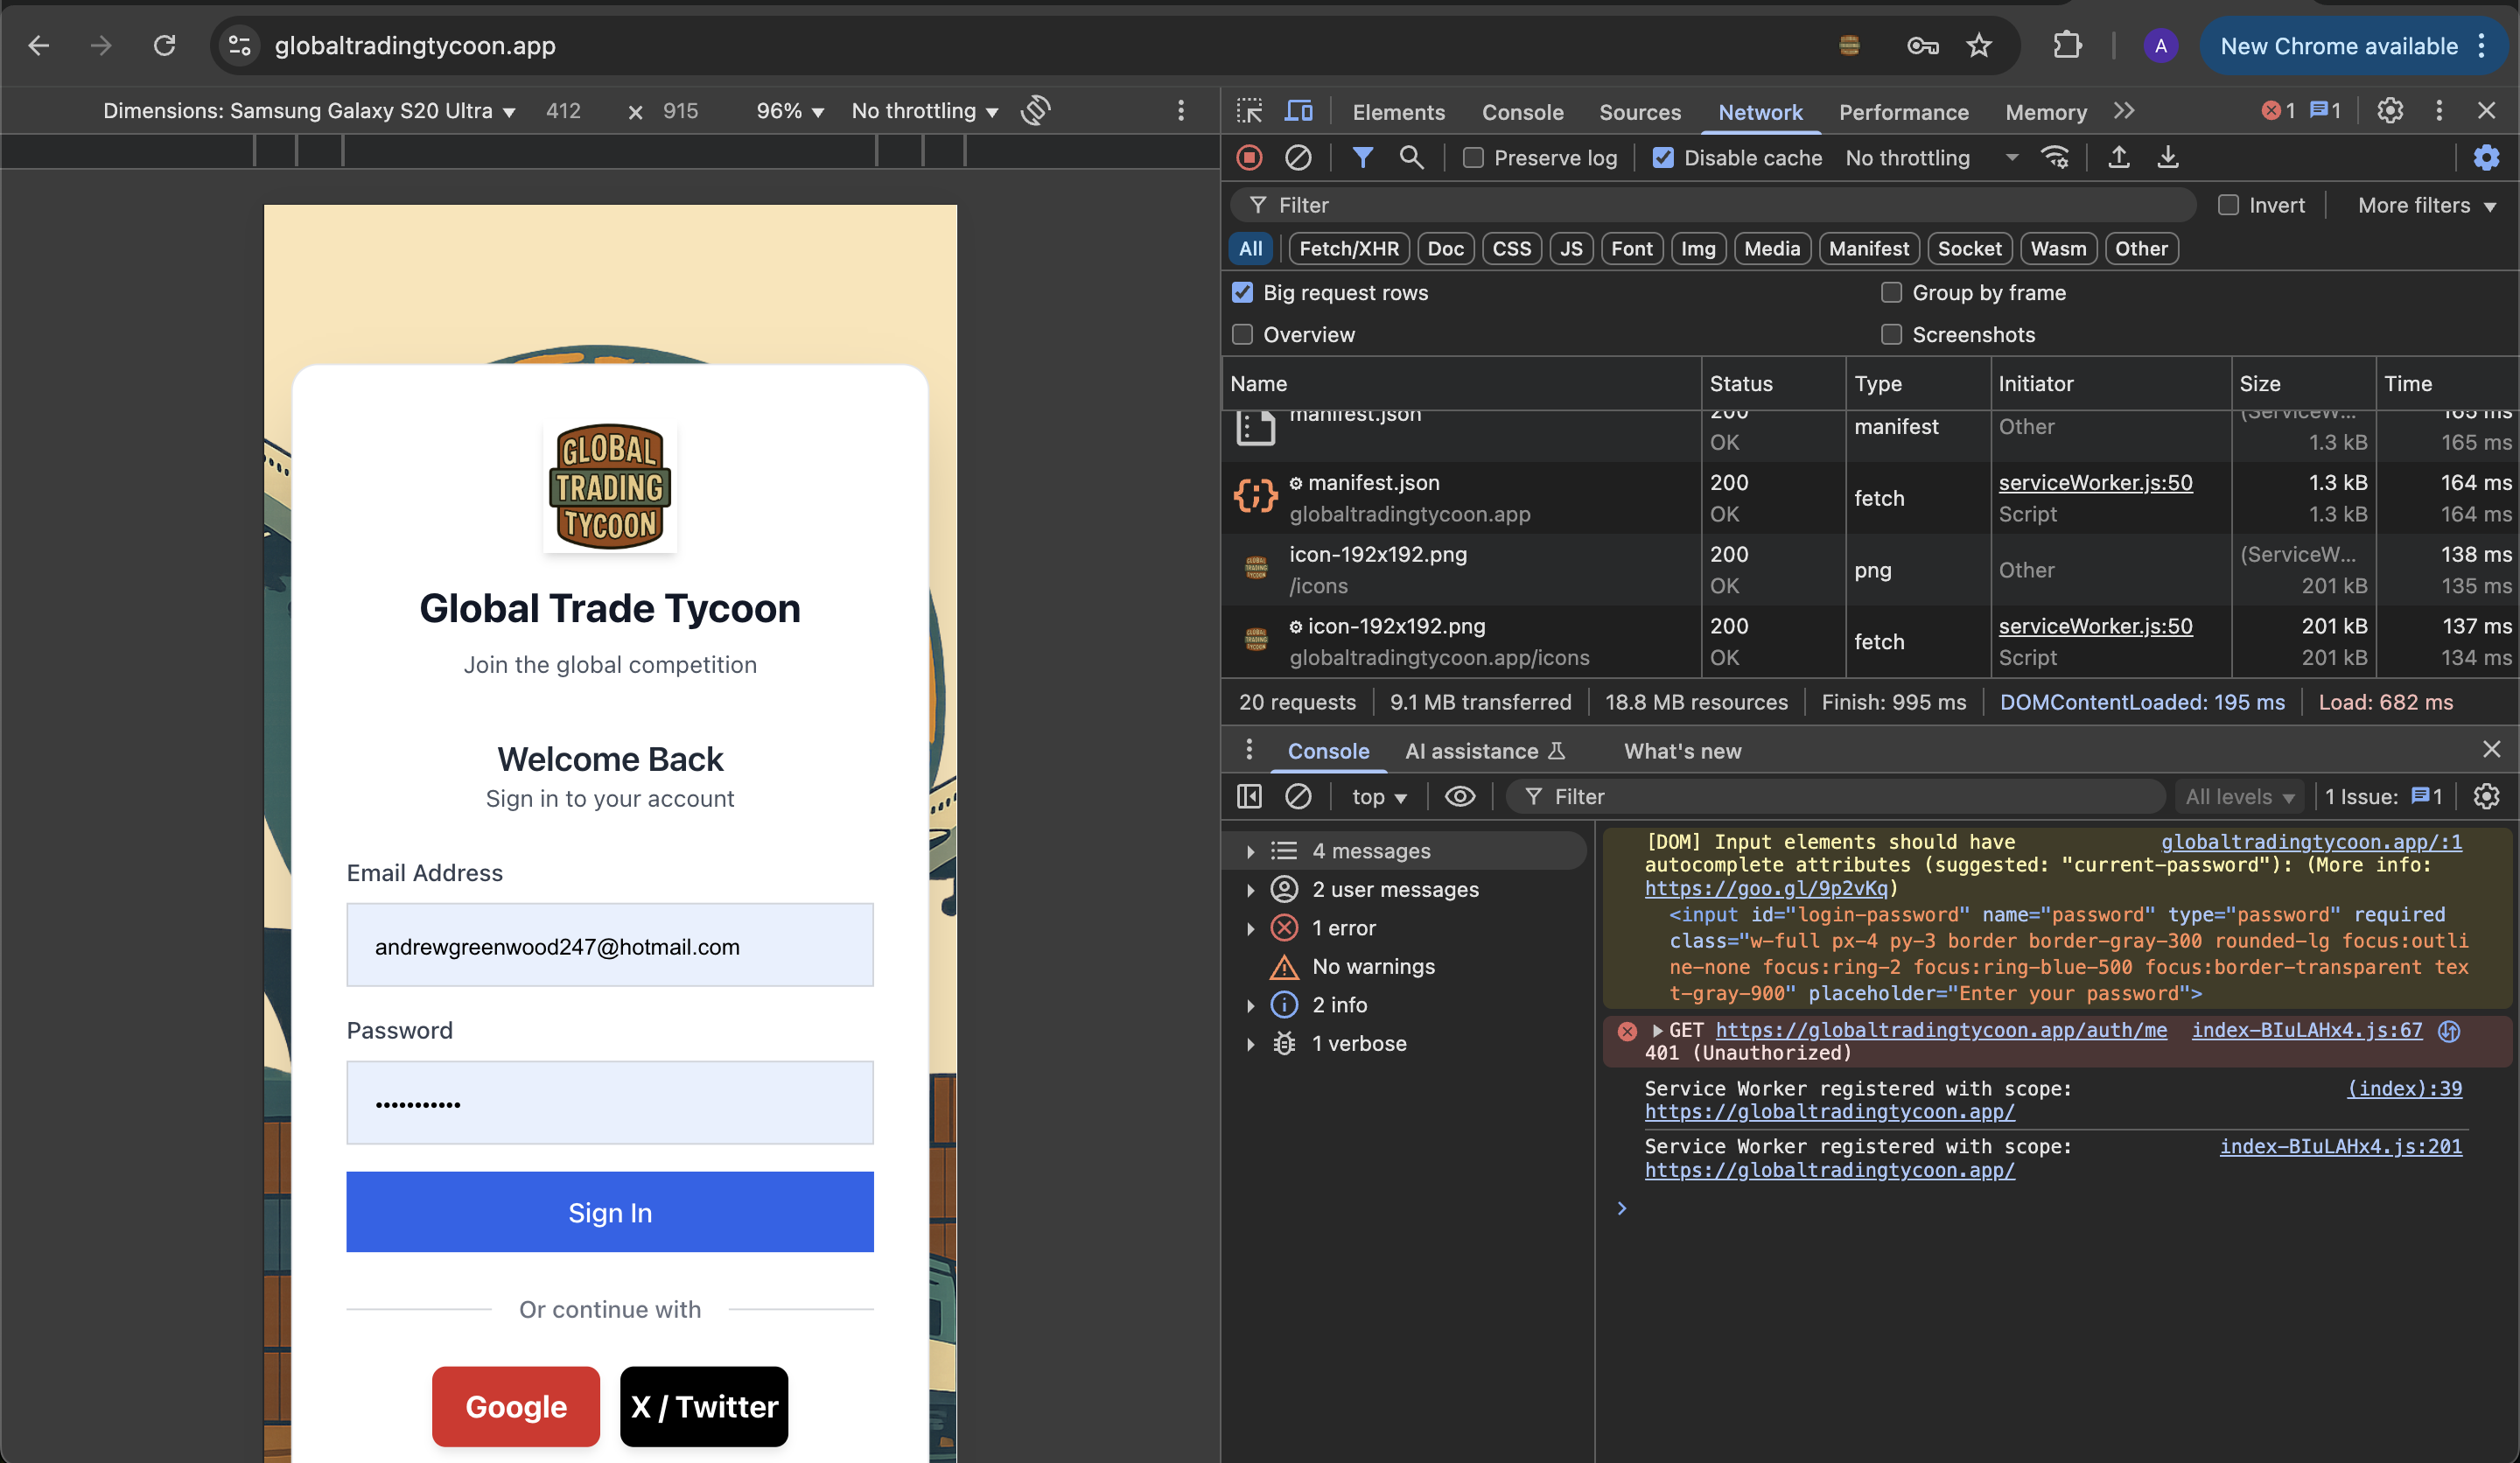 globaltradingtycoon.app
A
New Chrome available
Dimensions: Samsung Galaxy S20 Ultra
412
×
915
96%
No throttling
Elements
Console
Sources
Network
Performance
Memory
1
1
Preserve log
Disable cache
No throttling
Filter
Invert
More filters
All
Fetch/XHR
Doc
CSS
JS
Font
Img
Media
Manifest
Socket
Wasm
Other
Big request rows
Group by frame
Overview
Screenshots
Name
Status
Type
Initiator
Size
Time
manifest.json
200
OK
manifest
Other
(ServiceW...
1.3 kB
165 ms
165 ms
manifest.json
globaltradingtycoon.app
200
OK
fetch
serviceWorker.js:50
Script
1.3 kB
1.3 kB
164 ms
164 ms
icon-192x192.png
/icons
200
OK
png
Other
(ServiceW...
201 kB
138 ms
135 ms
icon-192x192.png
globaltradingtycoon.app/icons
200
OK
fetch
serviceWorker.js:50
Script
201 kB
201 kB
137 ms
134 ms
20 requests
9.1 MB transferred
18.8 MB resources
Finish: 995 ms
DOMContentLoaded: 195 ms
Load: 682 ms
Console
AI assistance
What's new
top
Filter
All levels
1 Issue:
1
4 messages
2 user messages
1 error
No warnings
2 info
1 verbose
[DOM] Input elements should have
globaltradingtycoon.app/:1
autocomplete attributes (suggested: "current-password"): (More info:
https://goo.gl/9p2vKq)
<input id="login-password" name="password" type="password" required
class="w-full px-4 py-3 border border-gray-300 rounded-lg focus:outli
ne-none focus:ring-2 focus:ring-blue-500 focus:border-transparent tex
t-gray-900" placeholder="Enter your password">
GET https://globaltradingtycoon.app/auth/me
index-BIuLAHx4.js:67
401 (Unauthorized)
Service Worker registered with scope:
(index):39
https://globaltradingtycoon.app/
Service Worker registered with scope:
index-BIuLAHx4.js:201
https://globaltradingtycoon.app/
GLOBAL
TRADING
TYCOON
Global Trade Tycoon
Join the global competition
Welcome Back
Sign in to your account
Email Address
andrewgreenwood247@hotmail.com
Password
•••••••••••
Sign In
Or continue with
Google
X / Twitter